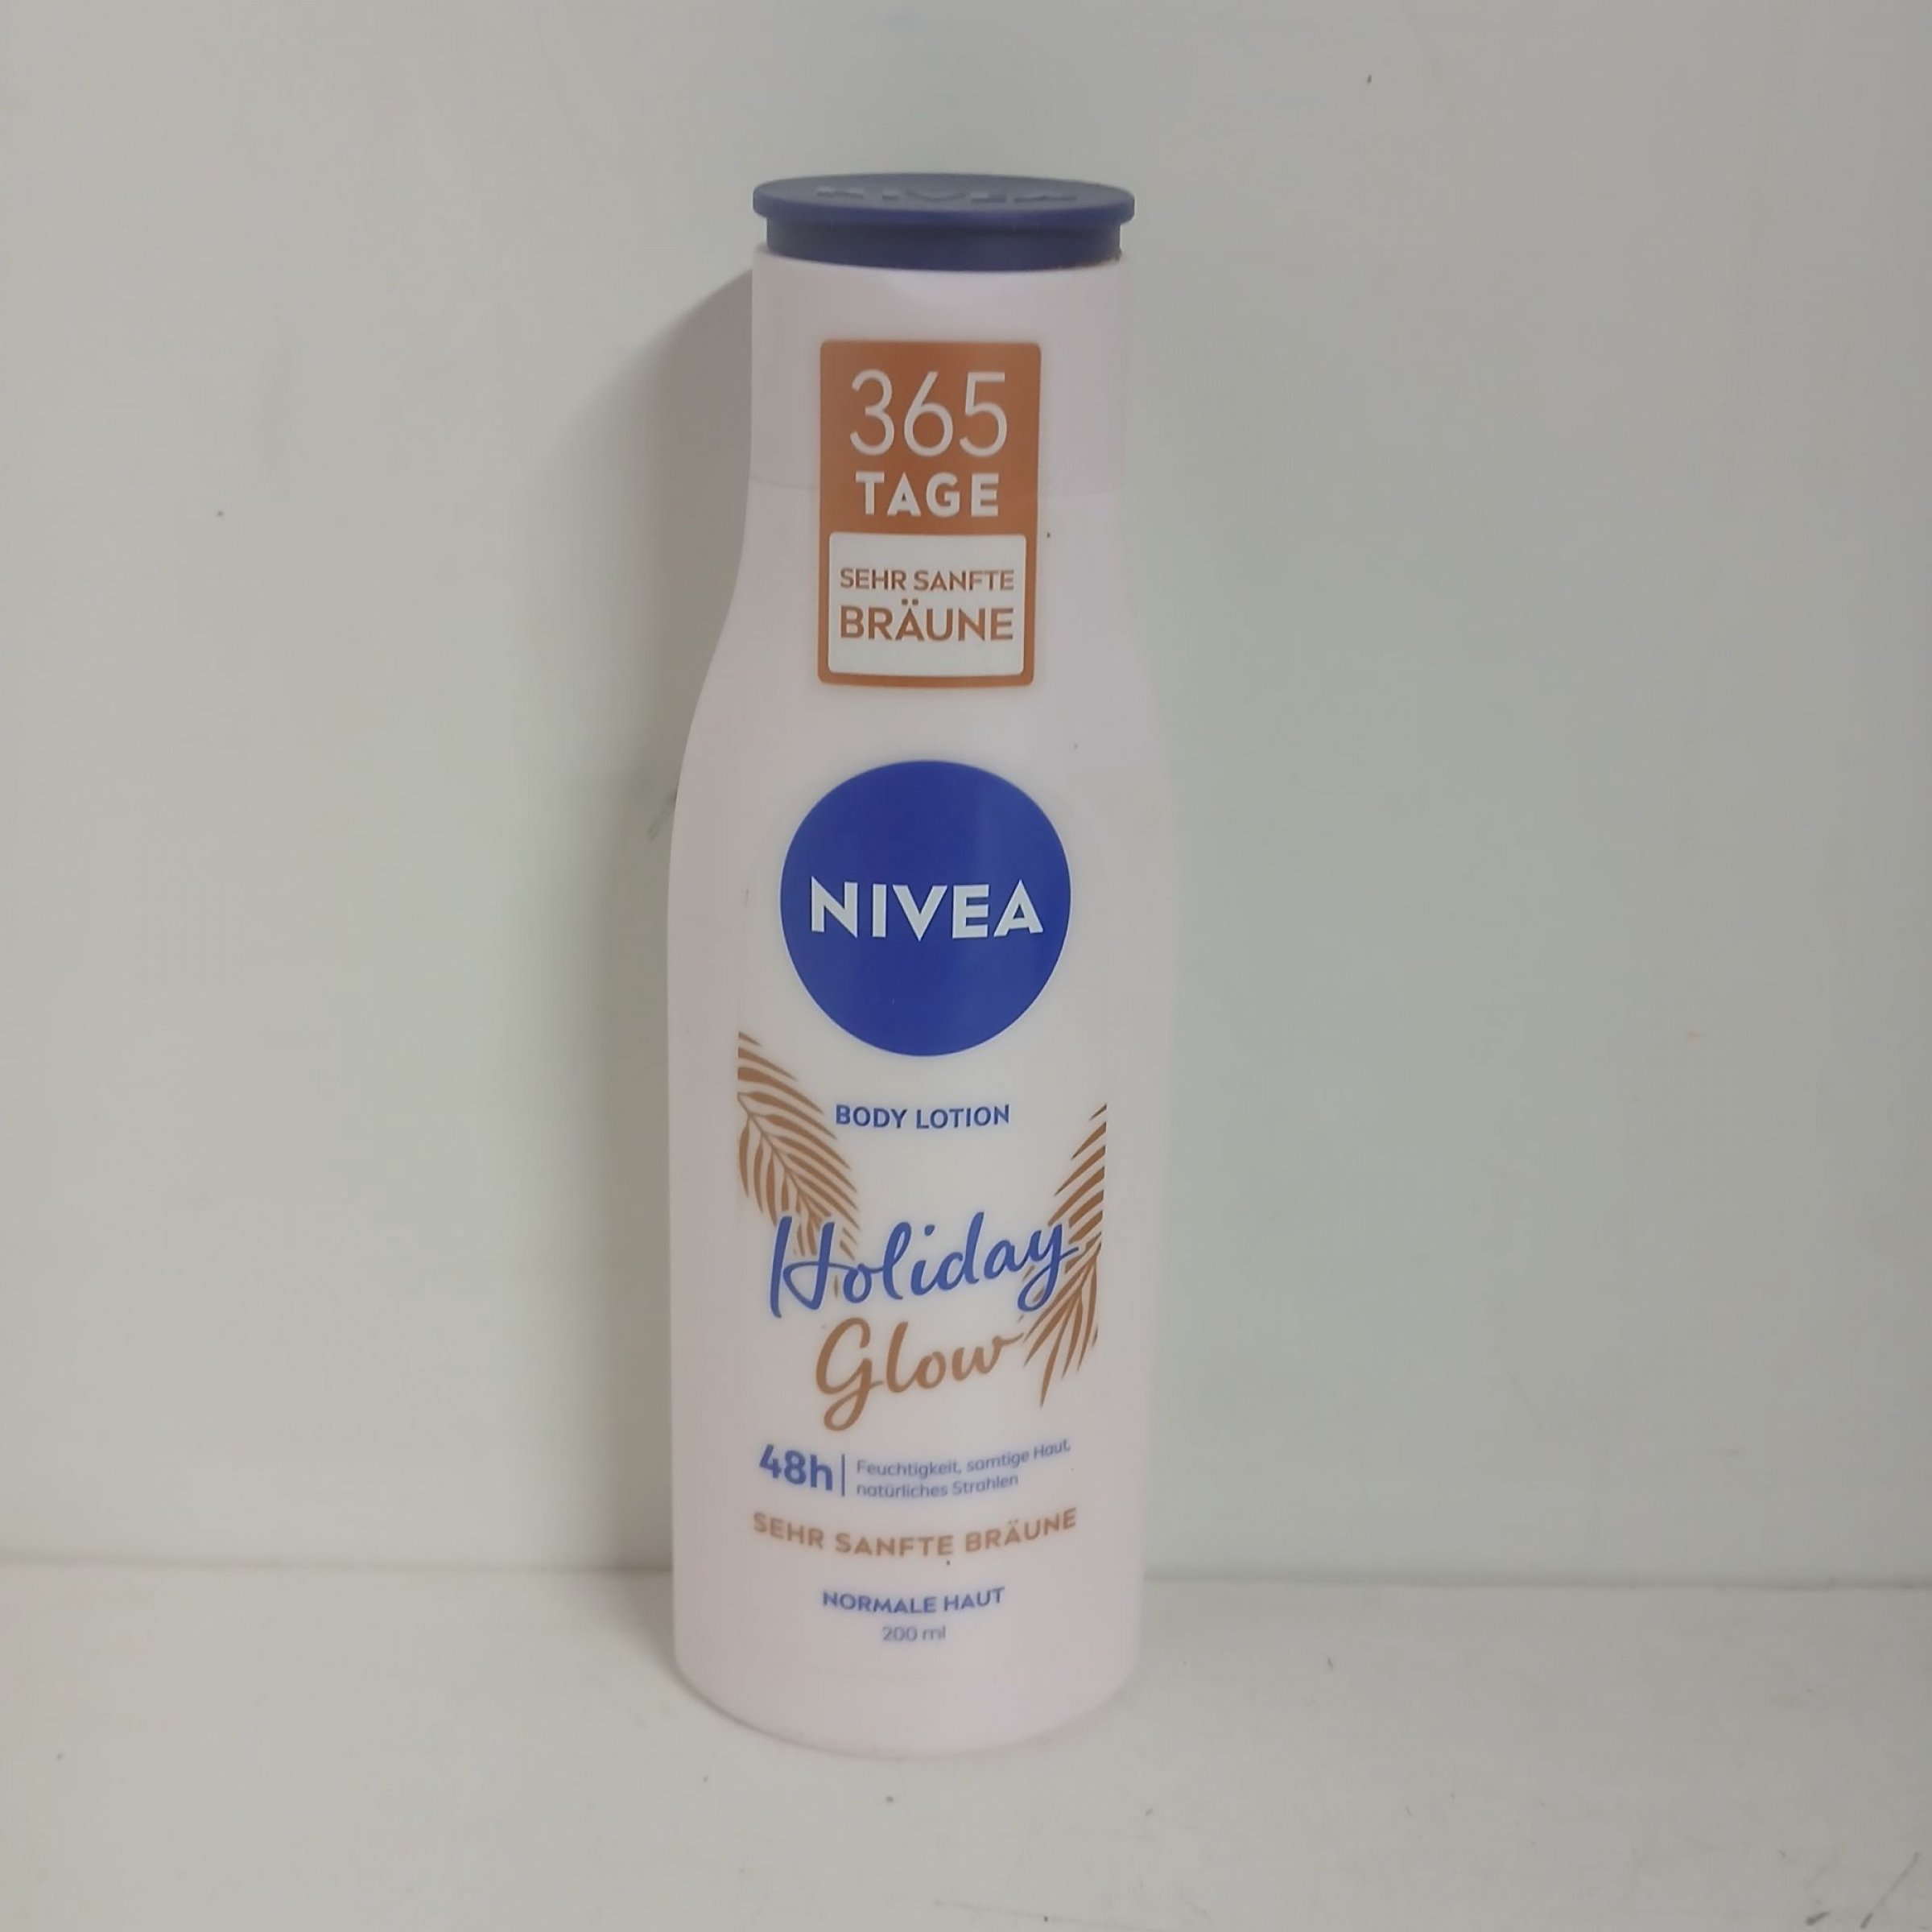 NIVEA
365
TAGE
SEHR SANFTE
BRÄUNE
NIVEA
BODY LOTION
Holiday
Glow
48h
Feuchtigkeit, samtige Haut,
natürliches Strahlen
SEHR SANFTE BRÄUNE
NORMALE HAUT
200 ml